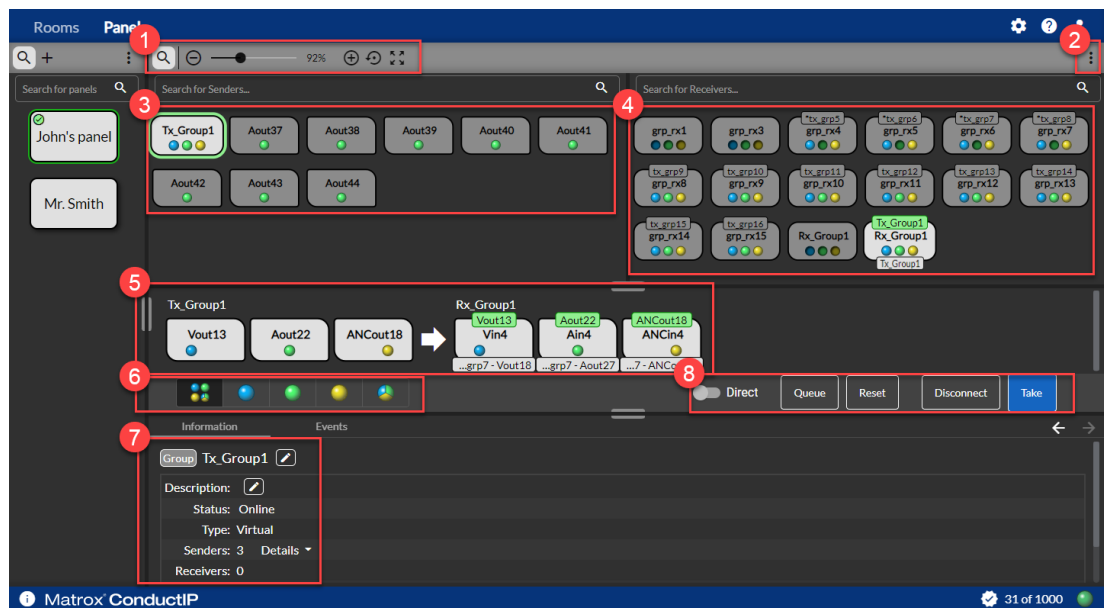 Rooms Panel
1
2
92%
Search for panels
Search for Senders...
Search for Receivers...
3
4
John's panel
Mr. Smith
Tx_Group1 Aout37 Aout38 Aout39 Aout40 Aout41
Aout42 Aout43 Aout44
*tx_grp5 *tx_grp6 *tx_grp7 *tx_grp8
grp_rx1 grp_rx3 grp_rx4 grp_rx5 grp_rx6 grp_rx7
tx_grp9 tx_grp10 tx_grp11 tx_grp12 tx_grp13 tx_grp14
grp_rx8 grp_rx9 grp_rx10 grp_rx11 grp_rx12 grp_rx13
tx_grp15 tx_grp16 Tx_Group1
grp_rx14 grp_rx15 Rx_Group1 Rx_Group1
Tx_Group1
5
Tx_Group1 Rx_Group1
Vout13 Aout22 ANCout18
Vout13 Aout22 ANCout18 Vin4 Ain4 ANCin4
...grp7 - Vout18 ...grp7 - Aout27 ...7 - ANCo
6
8
Direct Queue Reset Disconnect Take
Information Events
7
Group Tx_Group1
Description:
Status: Online
Type: Virtual
Senders: 3 Details
Receivers: 0
Matrox® ConductIP 31 of 1000